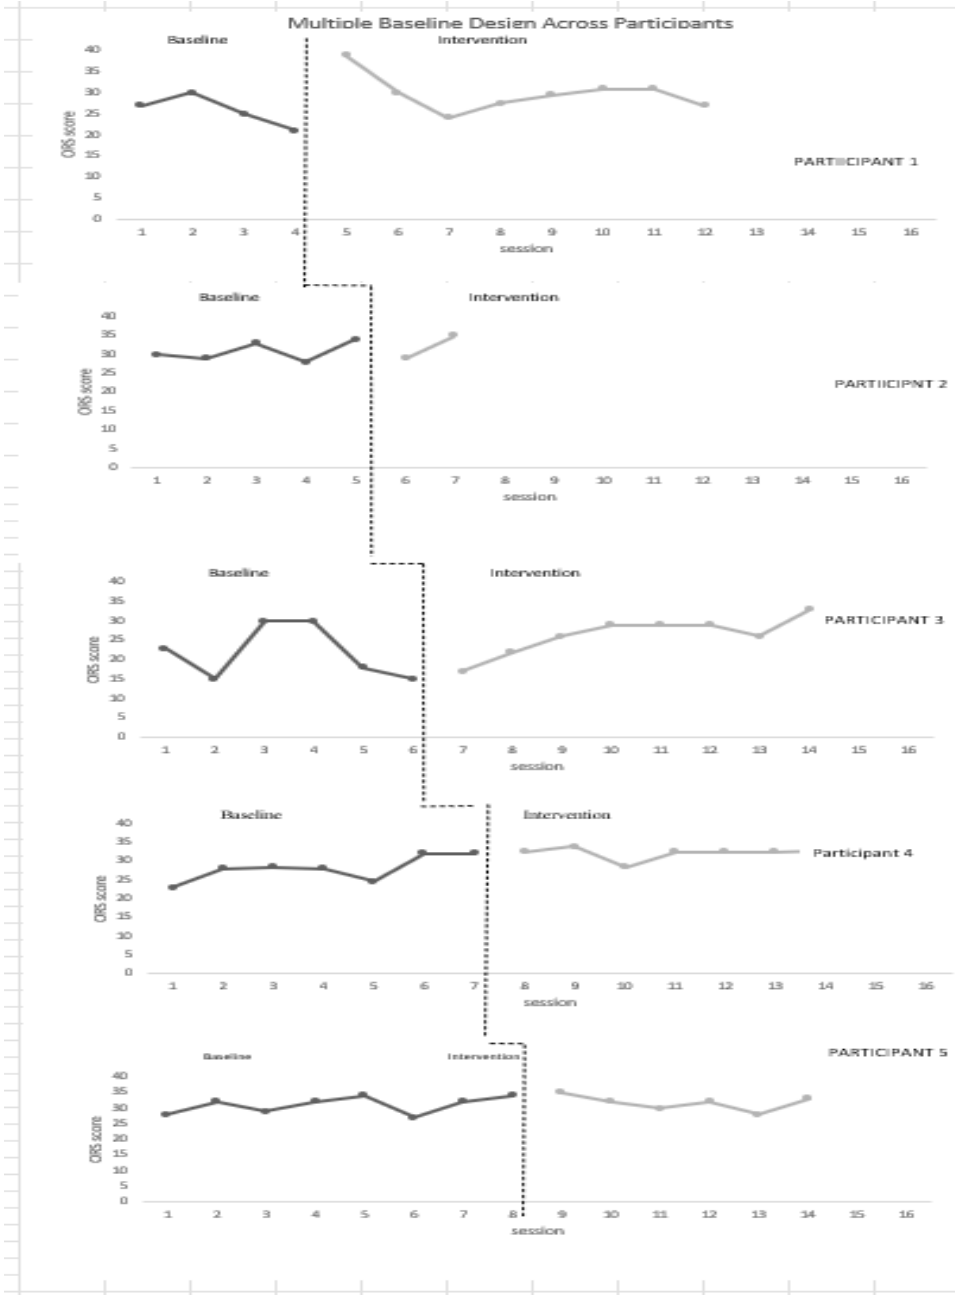 Multiple Baseline Design Across Participants
Baseline Intervention
40
35
30
25
20
15
10
5
0
ORS score
PARTIICIPANT 1
1 2 3 4 5 6 7 8 9 10 11 12 13 14 15 16
session
Baseline Intervention
40
35
30
25
20
15
10
5
0
ORS score
PARTIICIPNT 2
1 2 3 4 5 6 7 8 9 10 11 12 13 14 15 16
session
Baseline Intervention
40
35
30
25
20
15
10
5
0
ORS score
PARTICIPANT 3
1 2 3 4 5 6 7 8 9 10 11 12 13 14 15 16
session
Baseline Intervention
40
35
30
25
20
15
10
5
0
ORS score
Participant 4
1 2 3 4 5 6 7 8 9 10 11 12 13 14 15 16
session
PARTICIPANT 5
Baseline Intervention
40
35
30
25
20
15
10
5
0
ORS score
1 2 3 4 5 6 7 8 9 10 11 12 13 14 15 16
session